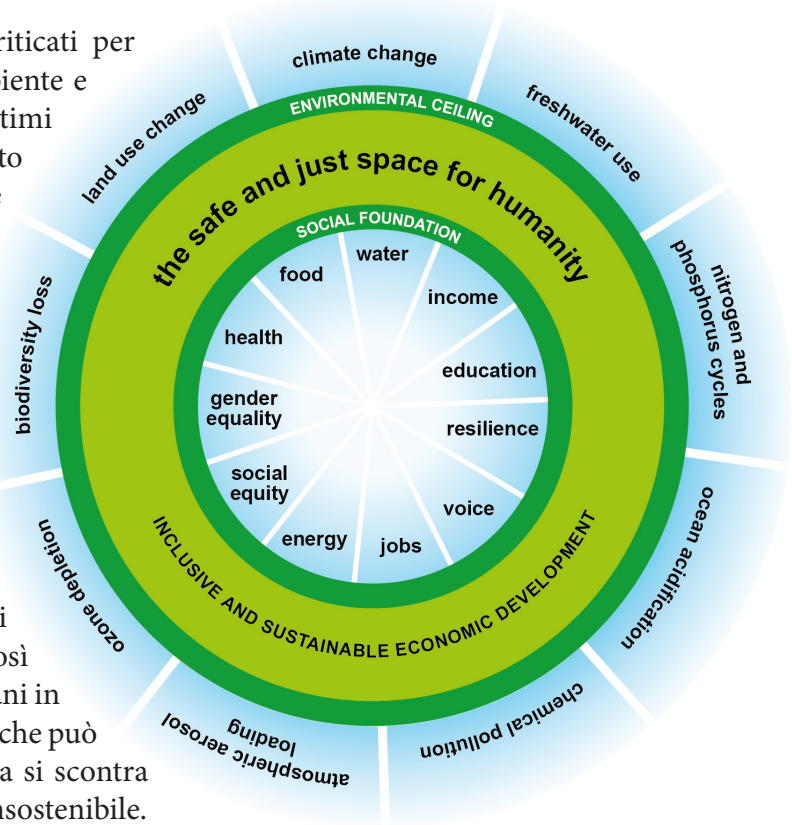 riticati per
biente e
timi
to
climate change
freshwater use
nitrogen and
phosphorus cycles
ocean acidification
chemical pollution
atmospheric aerosol
loading
ozone depletion
biodiversity loss
land use change
ENVIRONMENTAL CEILING
the safe and just space for humanity
SOCIAL FOUNDATION
water
income
education
resilience
voice
jobs
energy
social
equity
gender
equality
health
food
INCLUSIVE AND SUSTAINABLE ECONOMIC DEVELOPMENT
i
osì
ni in
che può
a si scontra
nsostenibile.